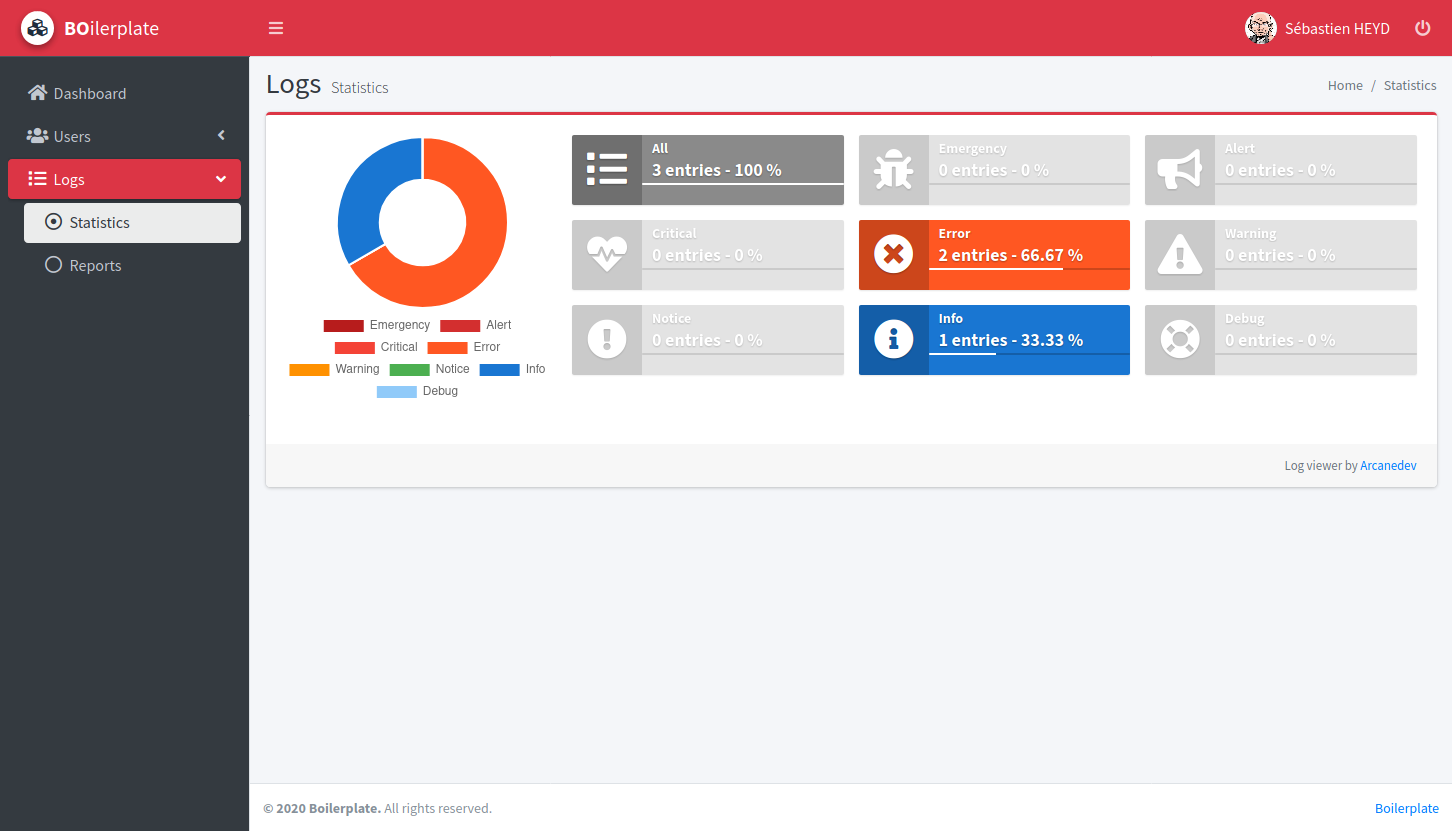 BOilerplate
Sébastien HEYD
Dashboard
Users
Logs
Statistics
Reports
Logs Statistics
Home / Statistics
Emergency Alert
Critical Error
Warning Notice Info
Debug
All
3 entries - 100 %
Emergency
0 entries - 0 %
Alert
0 entries - 0 %
Critical
0 entries - 0 %
Error
2 entries - 66.67 %
Warning
0 entries - 0 %
Notice
0 entries - 0 %
Info
1 entries - 33.33 %
Debug
0 entries - 0 %
Log viewer by Arcanedev
© 2020 Boilerplate. All rights reserved.
Boilerplate